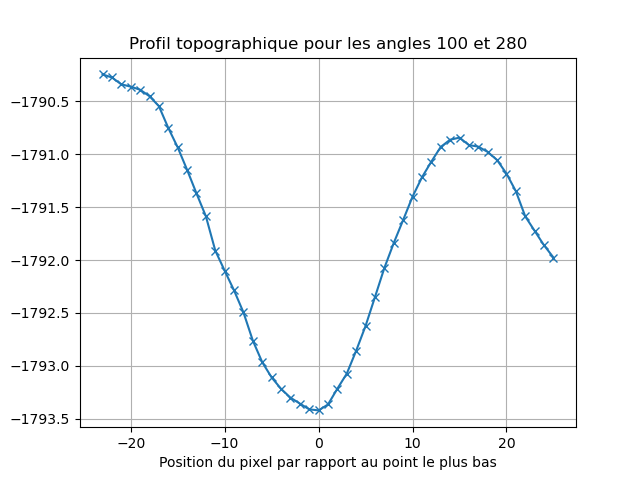 Profil topographique pour les angles 100 et 280
−1790.5
−1791.0
−1791.5
−1792.0
−1792.5
−1793.0
−1793.5
−20 −10 0 10 20
Position du pixel par rapport au point le plus bas